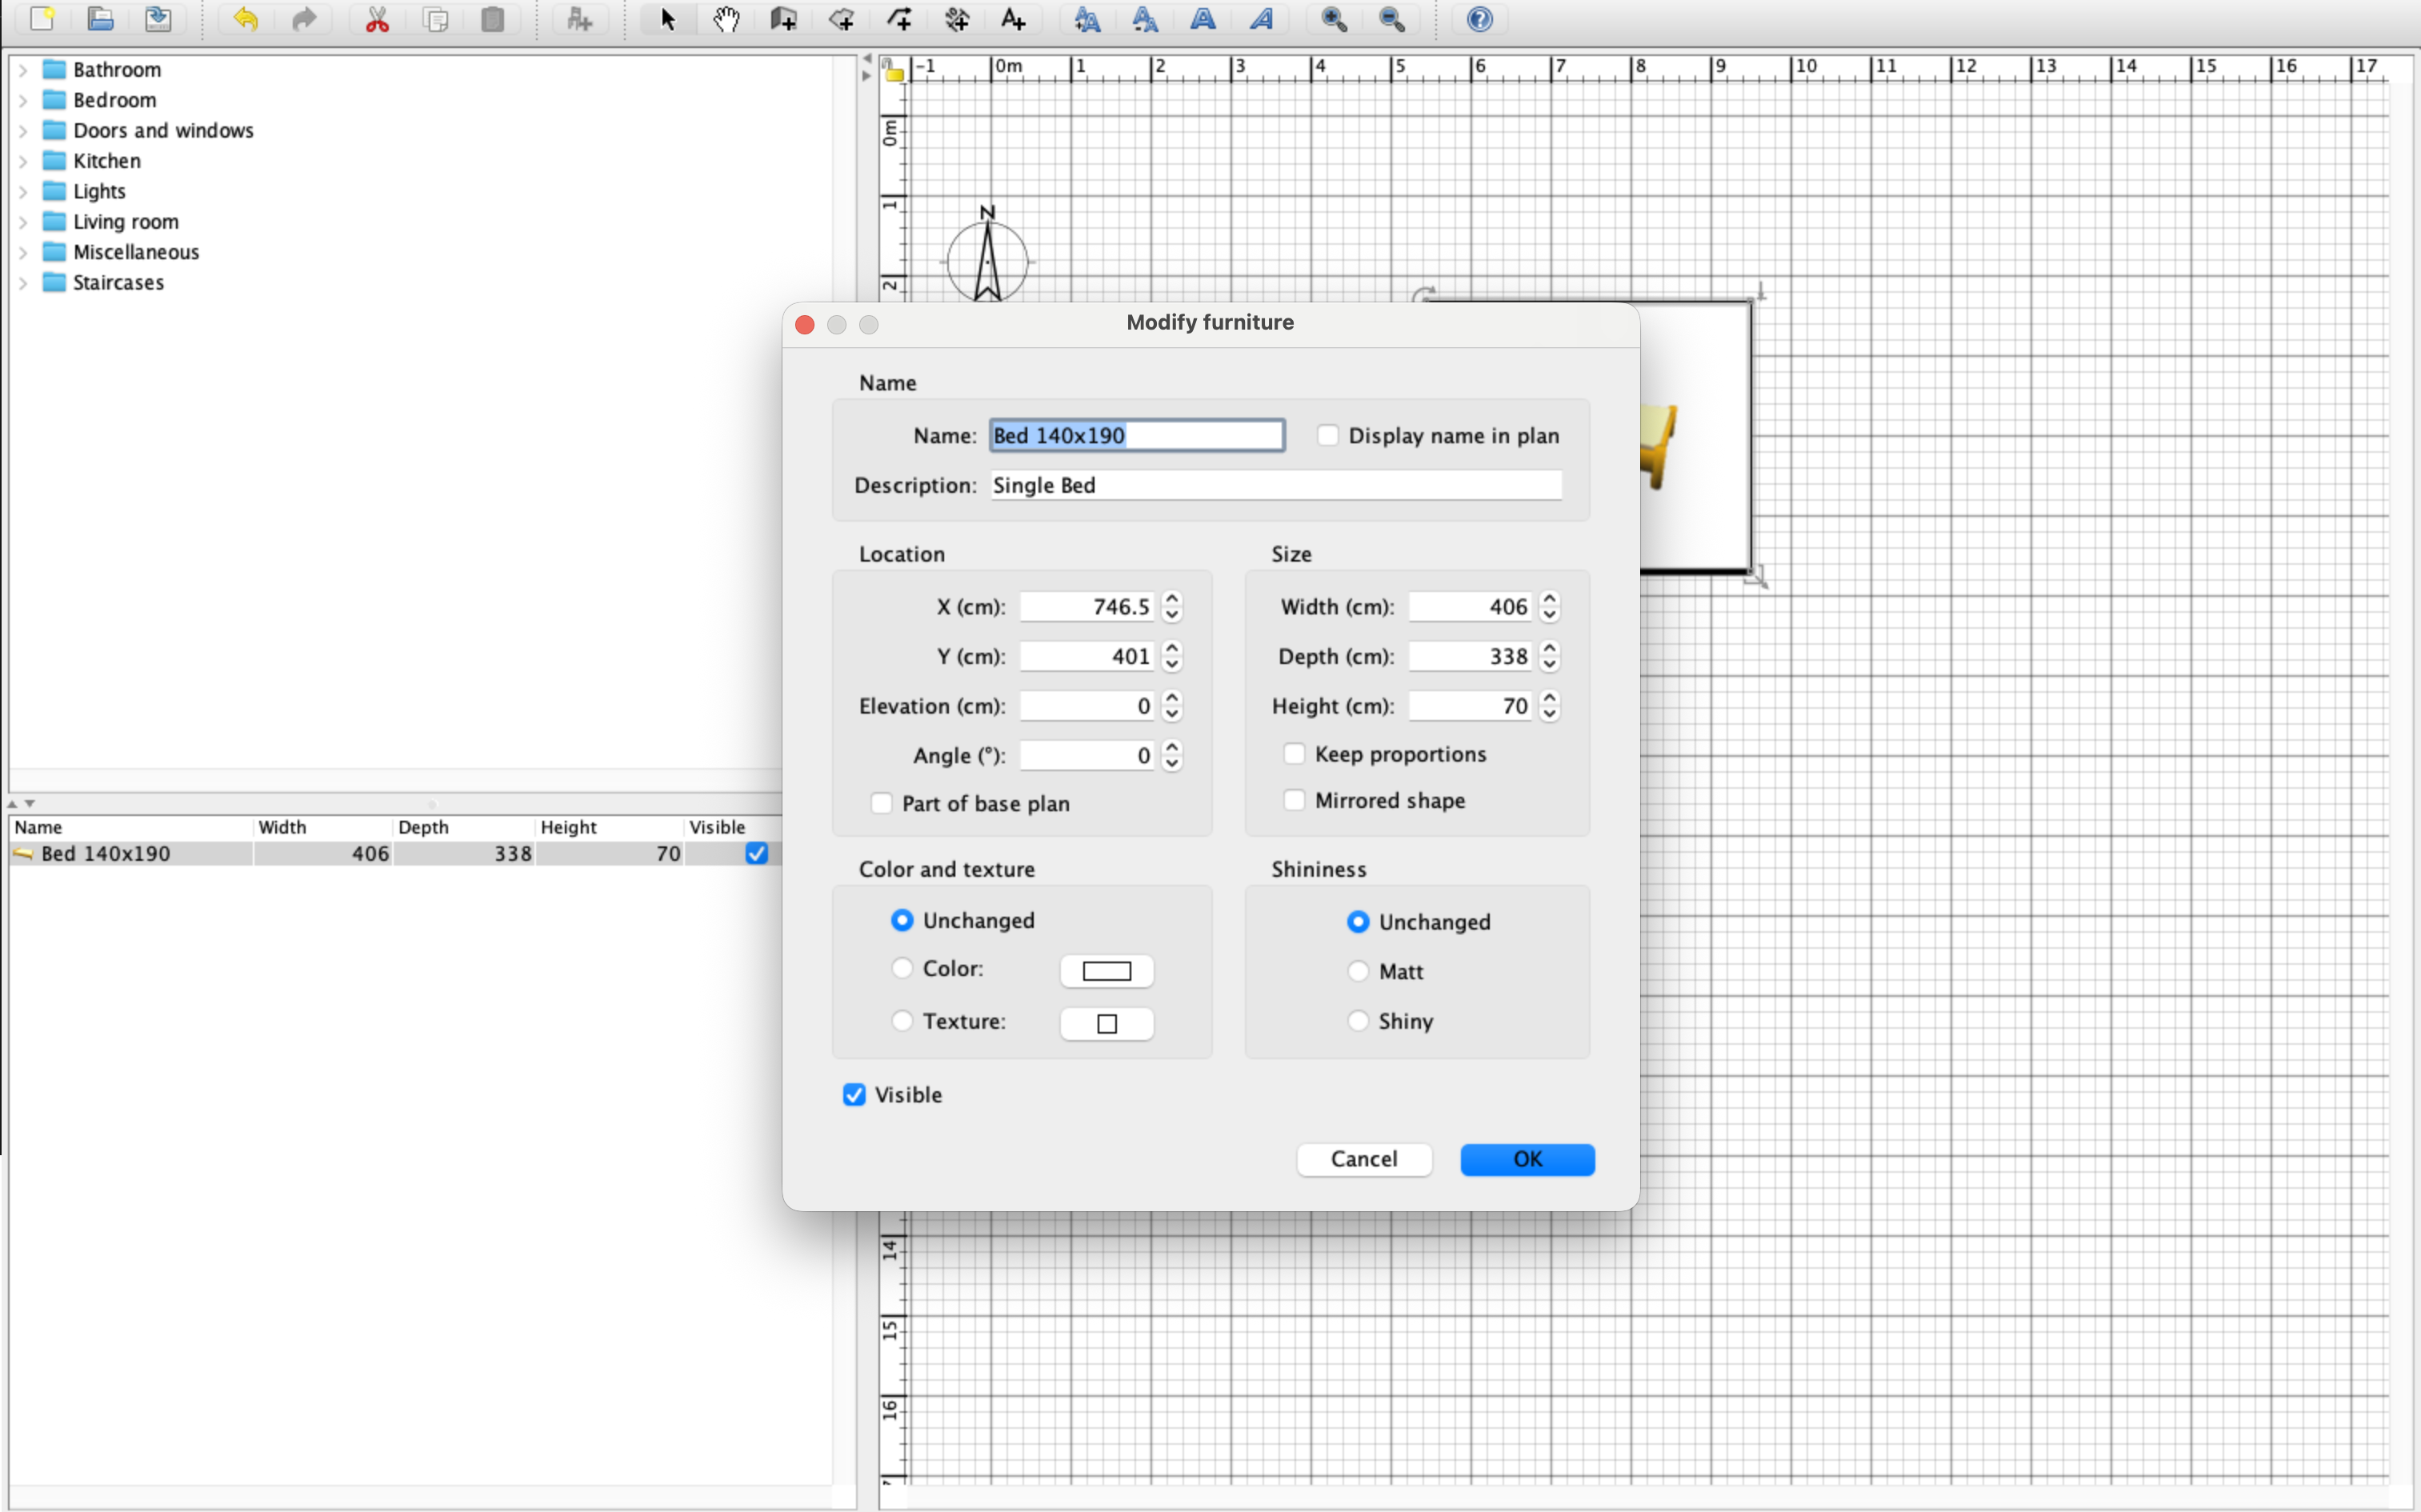 -1 0m 1 2 3 4 5 6 7 8 9 10 11 12 13 14 15 16 17
Bathroom
Bedroom
Doors and windows
Kitchen
Lights
Living room
Miscellaneous
Staircases
0m
1
2
N
Modify furniture
Name
Name: Bed 140x190 Display name in plan
Description: Single Bed
Location Size
X (cm): 746.5 Width (cm): 406
Y (cm): 401 Depth (cm): 338
Elevation (cm): 0 Height (cm): 70
Angle (°): 0 Keep proportions
Part of base plan Mirrored shape
Name Width Depth Height Visible
Bed 140x190 406 338 70
Color and texture Shininess
Unchanged Unchanged
Color: Matt
Texture: Shiny
Visible
Cancel OK
14
15
16